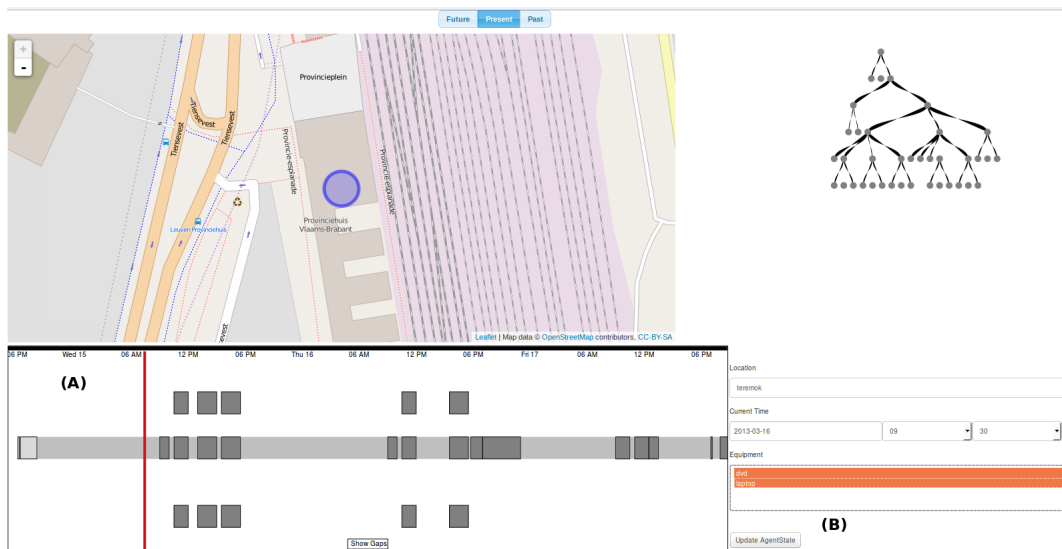 Future Present Past
+
-
Provincieplein
Tiensevest
Tiensevest
Tiensevest
Provincie-esplanade
Provincie-esplanade
Provinciehuis
Vlaams-Brabant
Leuven Provinciehuis
vest
Leaflet | Map data © OpenStreetMap contributors, CC-BY-SA
06 PM Wed 15 06 AM 12 PM 06 PM Thu 16 06 AM 12 PM 06 PM Fri 17 06 AM 12 PM 06 PM
(A)
Show Gaps
Location
teremok
Current Time
2013-03-16 09 30
Equipment
dvd
laptop
(B)
Update AgentState